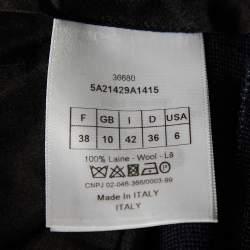 36680
5A21429A1415
F GB I D USA
38 10 42 36 6
100% Laine - Wool - Lã
CNPJ 02-046-366/0003-99
Made In ITALY
ITALY